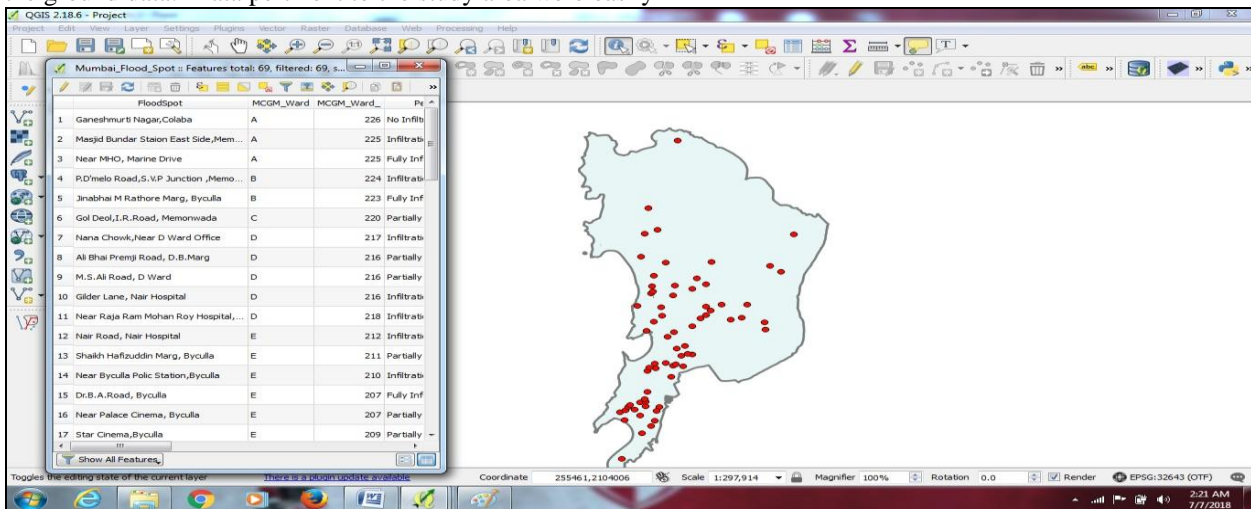 QGIS 2.18.6 - Project
Project Edit View Layer Settings Plugins Vector Raster Database Web Processing Help
Mumbai_Flood_Spot :: Features total: 69, filtered: 69, s...
FloodSpot MCGM_Ward MCGM_Ward_ Pe
1 Ganeshmurti Nagar,Colaba A 226 No Infilt
2 Masjid Bundar Staion East Side,Mem... A 225 Infiltrati
3 Near MHO, Marine Drive A 225 Fully Inf
4 P.D'melo Road,S.V.P Junction ,Memo... B 224 Infiltrati
5 Jinabhai M Rathore Marg, Byculla B 223 Fully Inf
6 Gol Deol,I.R.Road, Memonwada C 220 Partially
7 Nana Chowk,Near D Ward Office D 217 Infiltrati
8 Ali Bhai Premji Road, D.B.Marg D 216 Partially
9 M.S.Ali Road, D Ward D 216 Partially
10 Gilder Lane, Nair Hospital D 216 Infiltrati
11 Near Raja Ram Mohan Roy Hospital,... D 218 Infiltrati
12 Nair Road, Nair Hospital E 212 Infiltrati
13 Shaikh Hafizuddin Marg, Byculla E 211 Partially
14 Near Byculla Polic Station,Byculla E 210 Infiltrati
15 Dr.B.A.Road, Byculla E 207 Fully Inf
16 Near Palace Cinema, Byculla E 207 Partially
17 Star Cinema,Byculla E 209 Partially
Show All Features
Toggles the editing state of the current layer There is a plugin update available Coordinate 255461,2104006 Scale 1:297,914 Magnifier 100% Rotation 0.0 Render EPSG:32643 (OTF)
2:21 AM
7/7/2018